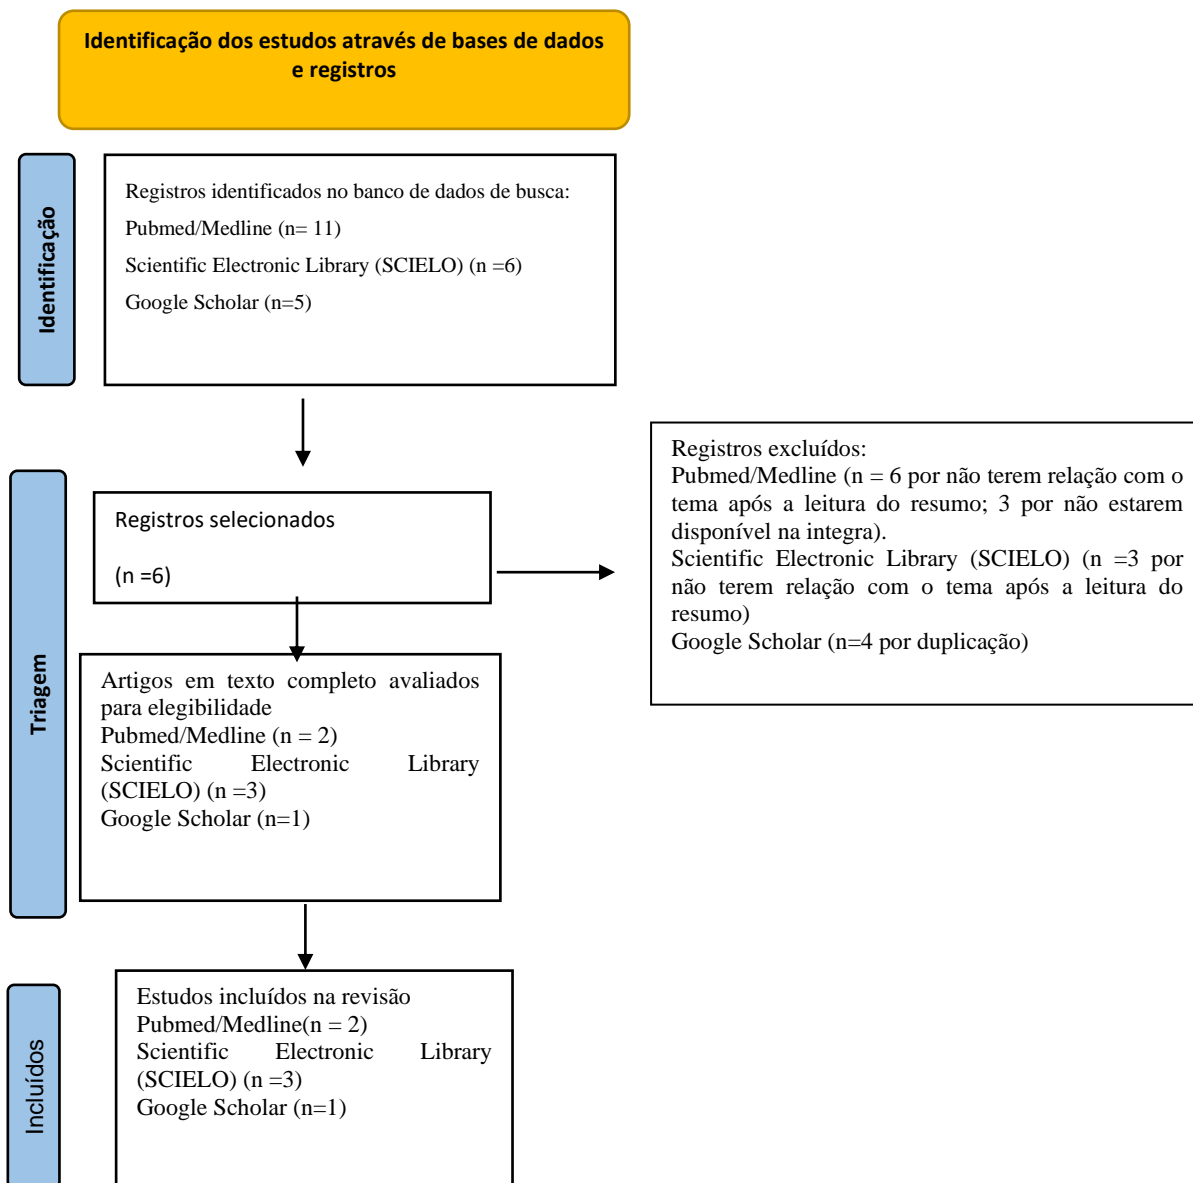 Identificação dos estudos através de bases de dados
e registros
Identificação
Registros identificados no banco de dados de busca:
Pubmed/Medline (n= 11)
Scientific Electronic Library (SCIELO) (n =6)
Google Scholar (n=5)
Triagem
Registros selecionados
(n =6)
Registros excluídos:
Pubmed/Medline (n = 6 por não terem relação com o
tema após a leitura do resumo; 3 por não estarem
disponível na integra).
Scientific Electronic Library (SCIELO) (n =3 por
não terem relação com o tema após a leitura do
resumo)
Google Scholar (n=4 por duplicação)
Artigos em texto completo avaliados
para elegibilidade
Pubmed/Medline (n = 2)
Scientific Electronic Library
(SCIELO) (n =3)
Google Scholar (n=1)
Incluídos
Estudos incluídos na revisão
Pubmed/Medline(n = 2)
Scientific Electronic Library
(SCIELO) (n =3)
Google Scholar (n=1)